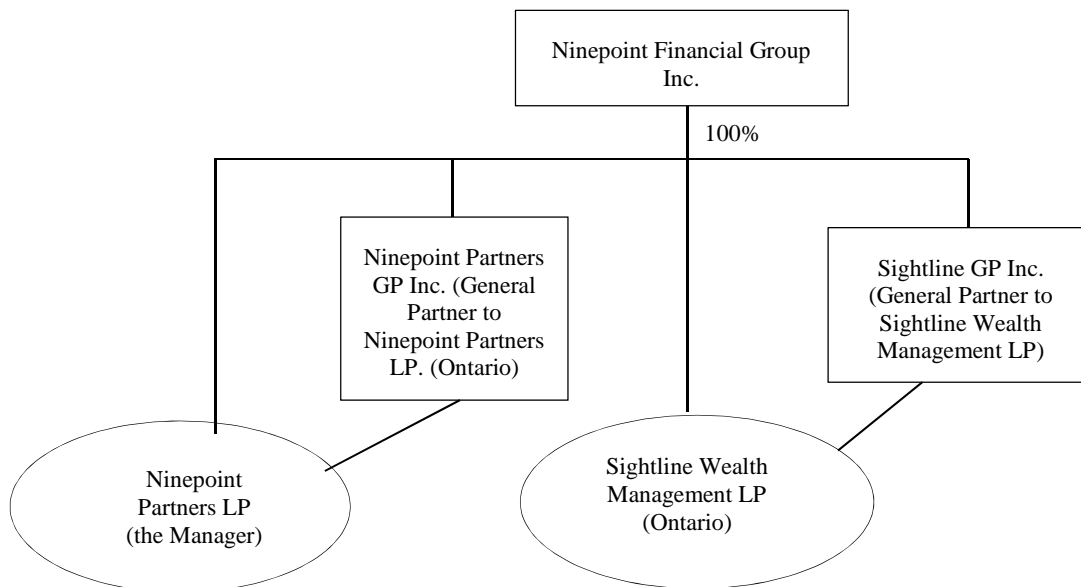 Ninepoint Financial Group
Inc.
100%
Ninepoint Partners
GP Inc. (General
Partner to
Ninepoint Partners
LP. (Ontario)
Sightline GP Inc.
(General Partner to
Sightline Wealth
Management LP)
Ninepoint
Partners LP
(the Manager)
Sightline Wealth
Management LP
(Ontario)